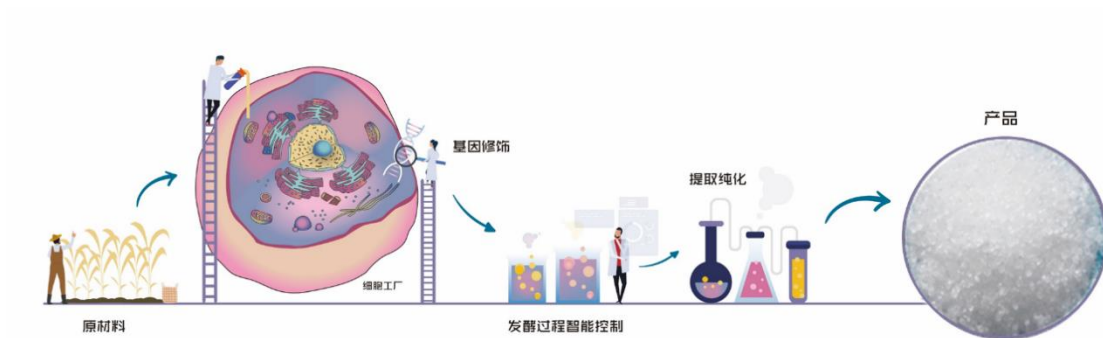 原材料
细胞工厂
基因修饰
发酵过程智能控制
提取纯化
产品